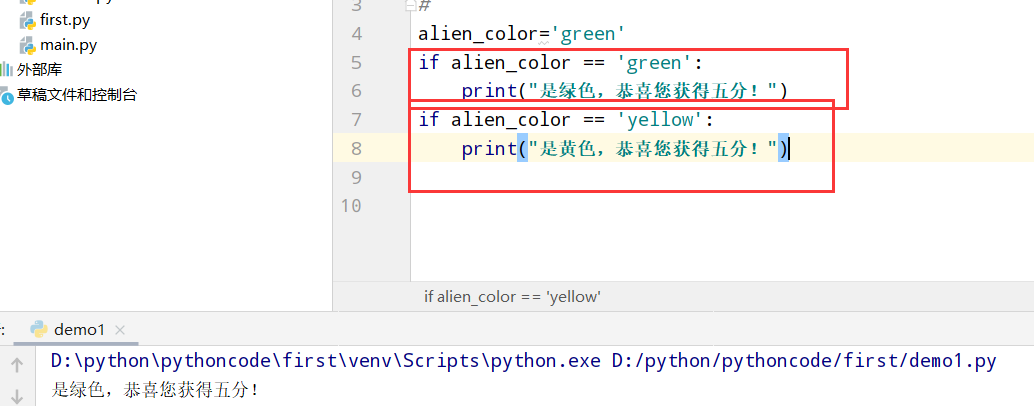 first.py
main.py
外部库
草稿文件和控制台
3 #
4 alien_color='green'
5 if alien_color == 'green':
6 print("是绿色，恭喜您获得五分！")
7 if alien_color == 'yellow':
8 print("是黄色，恭喜您获得五分！")
9
10
if alien_color == 'yellow'
demo1
D:\python\pythoncode\first\venv\Scripts\python.exe D:/python/pythoncode/first/demo1.py
是绿色，恭喜您获得五分！